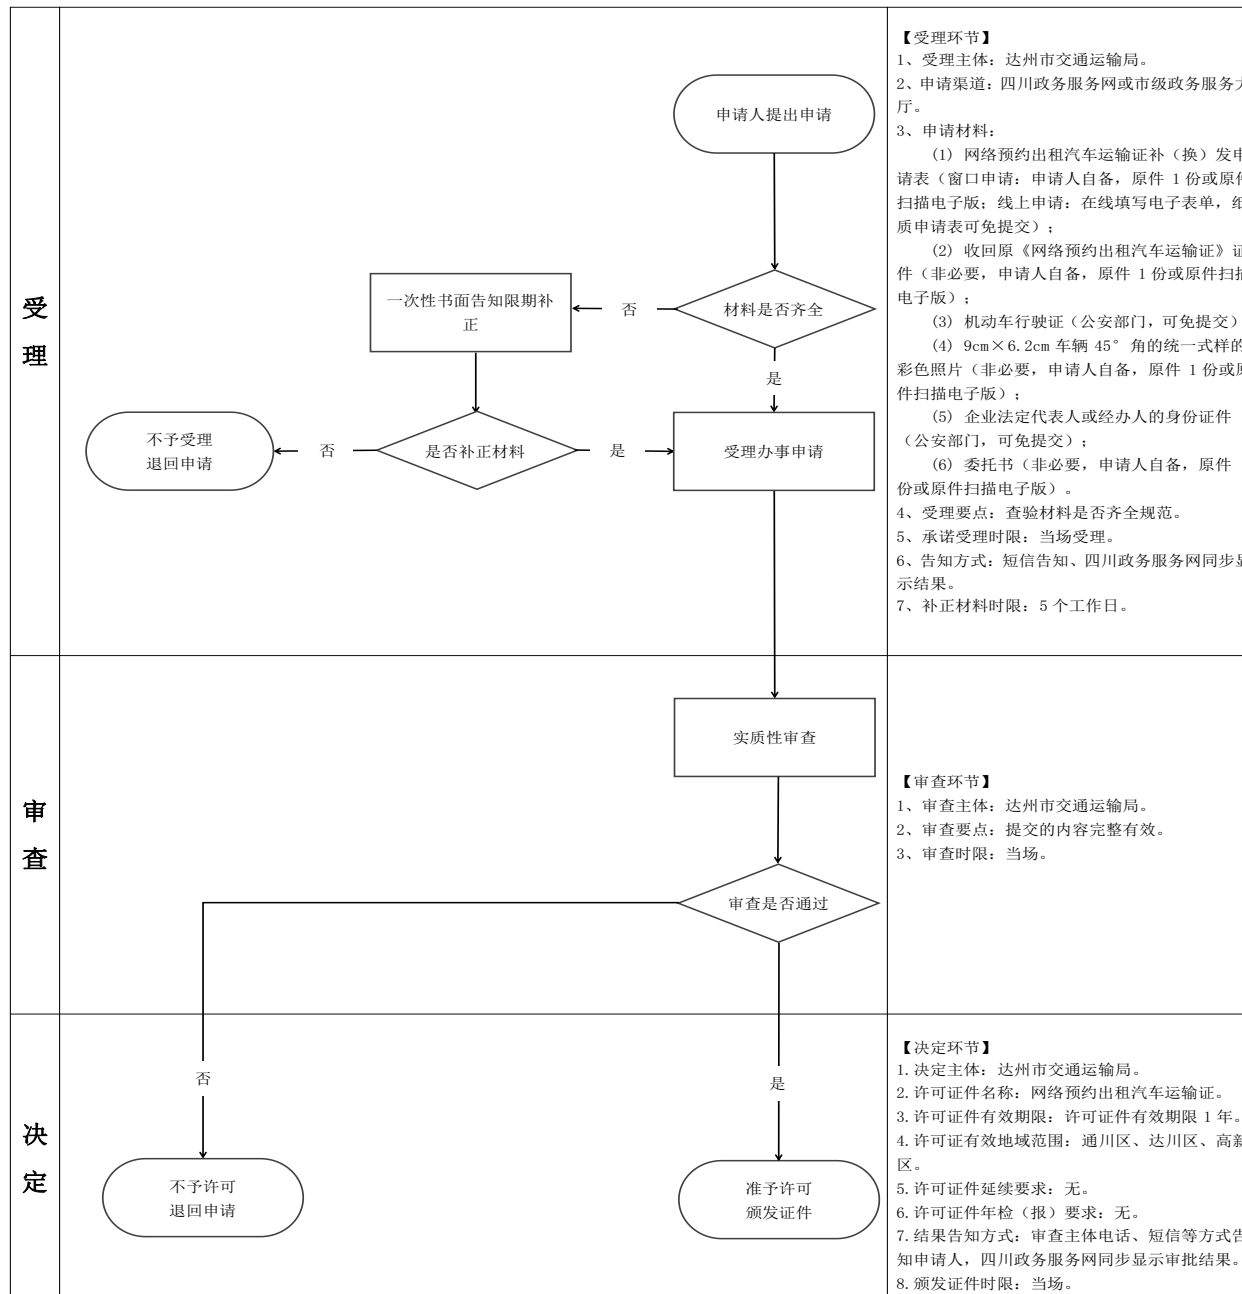 受
理
申请人提出申请
材料是否齐全
否
一次性书面告知限期补
正
是
是否补正材料
否
不予受理
退回申请
是
受理办事申请
【受理环节】
1、受理主体：达州市交通运输局。
2、申请渠道：四川政务服务网或市级政务服务大
厅。
3、申请材料：
(1) 网络预约出租汽车运输证补（换）发申
请表（窗口申请：申请人自备，原件 1 份或原件
扫描电子版；线上申请：在线填写电子表单，纸
质申请表可免提交）；
(2) 收回原《网络预约出租汽车运输证》证
件（非必要，申请人自备，原件 1 份或原件扫描
电子版）；
(3) 机动车行驶证（公安部门，可免提交）
(4) 9cm×6.2cm 车辆 45° 角的统一式样的
彩色照片（非必要，申请人自备，原件 1 份或原
件扫描电子版）；
(5) 企业法定代表人或经办人的身份证件
（公安部门，可免提交）；
(6) 委托书（非必要，申请人自备，原件
份或原件扫描电子版）。
4、受理要点：查验材料是否齐全规范。
5、承诺受理时限：当场受理。
6、告知方式：短信告知、四川政务服务网同步显
示结果。
7、补正材料时限：5 个工作日。
审
查
实质性审查
审查是否通过
【审查环节】
1、审查主体：达州市交通运输局。
2、审查要点：提交的内容完整有效。
3、审查时限：当场。
决
定
否
不予许可
退回申请
是
准予许可
颁发证件
【决定环节】
1.决定主体：达州市交通运输局。
2.许可证件名称：网络预约出租汽车运输证。
3.许可证件有效期限：许可证件有效期限 1 年。
4.许可证有效地域范围：通川区、达川区、高新
区。
5.许可证件延续要求：无。
6.许可证件年检（报）要求：无。
7.结果告知方式：审查主体电话、短信等方式告
知申请人，四川政务服务网同步显示审批结果。
8.颁发证件时限：当场。